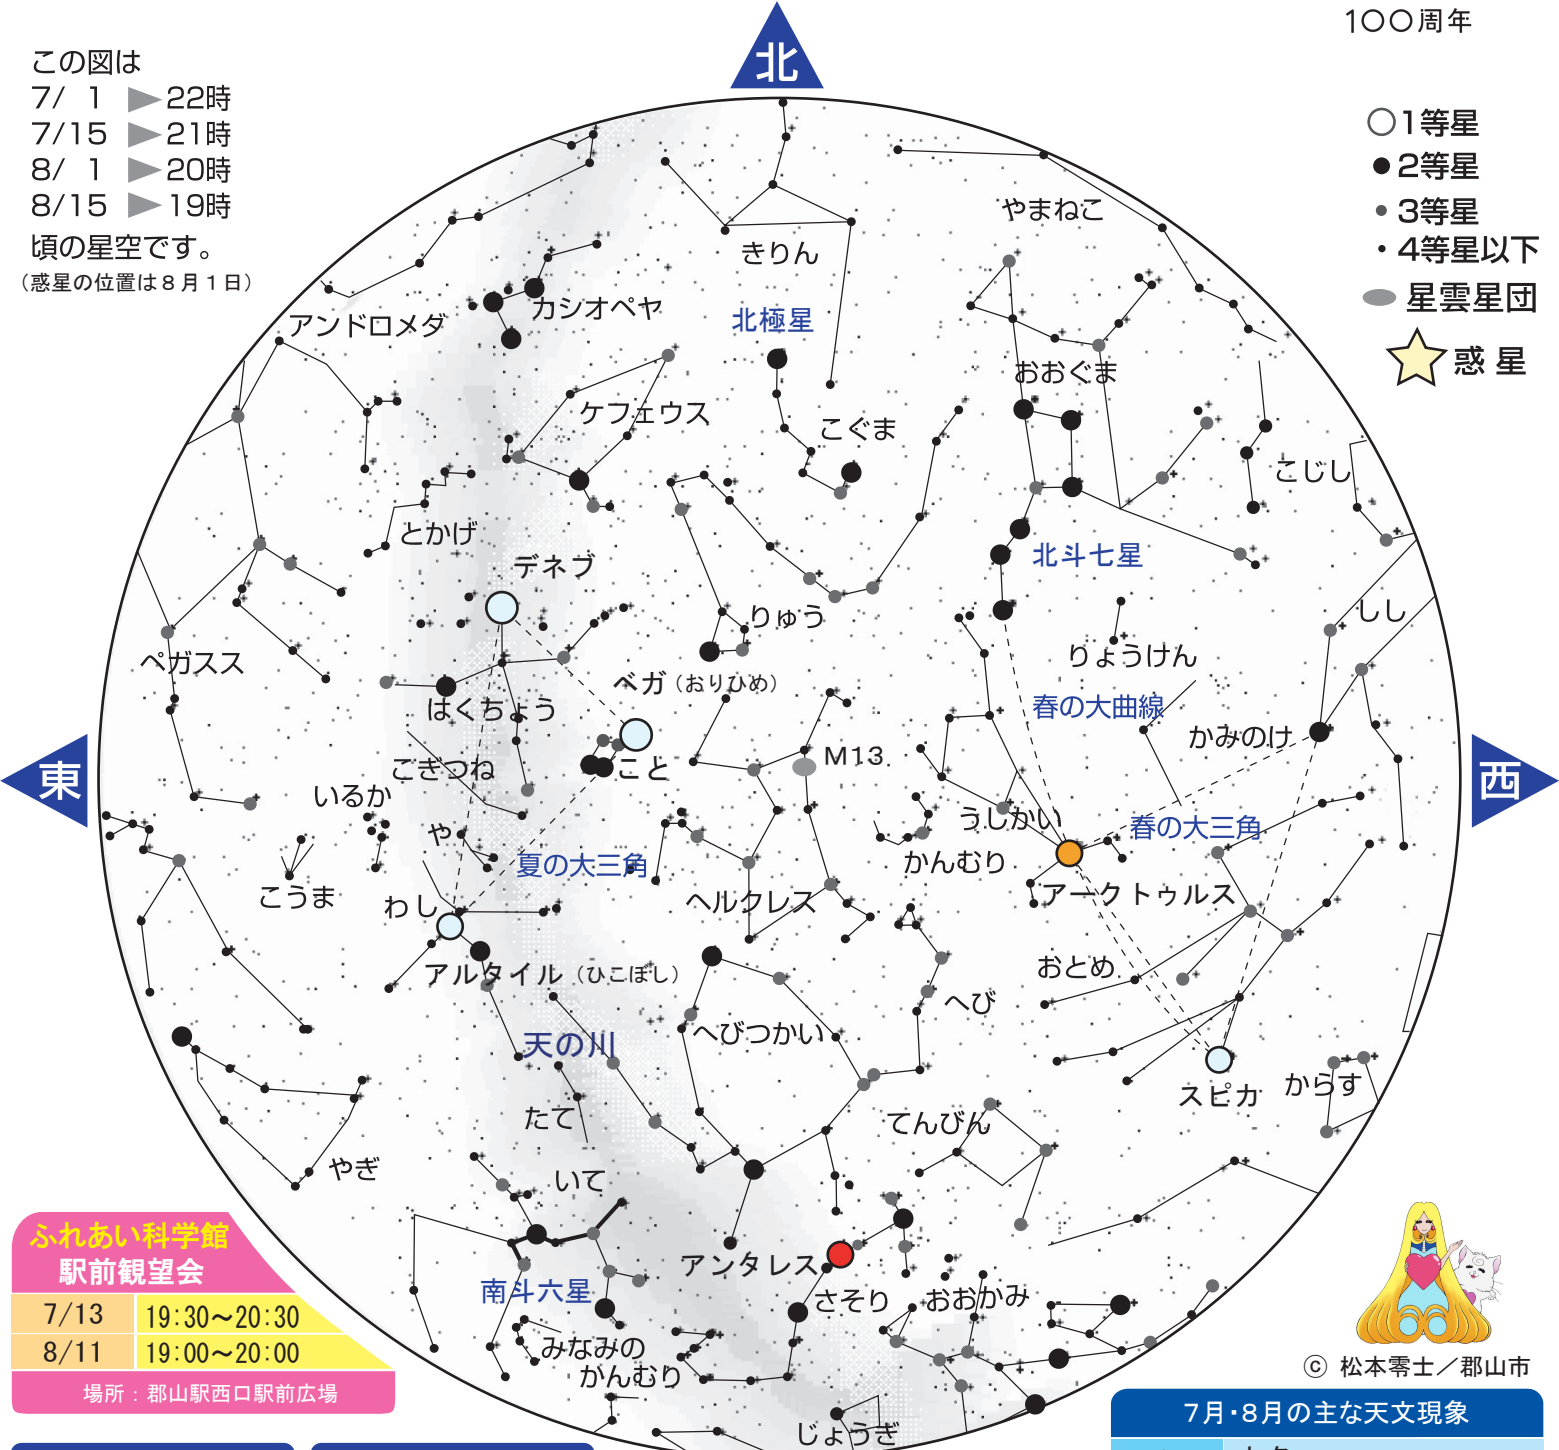 100周年
北
この図は
7/ 1 ▶ 22時
7/15 ▶ 21時
8/ 1 ▶ 20時
8/15 ▶ 19時
頃の星空です。
（惑星の位置は８月１日）
1等星
2等星
3等星
4等星以下
星雲星団
惑星
やまねこ
きりん
カシオペヤ
アンドロメダ
北極星
おおぐま
ケフェウス
こぐま
こじし
とかげ
デネブ
北斗七星
しし
りゅう
りょうけん
ペガスス
ベガ（おりひめ）
はくちょう
春の大曲線
かみのけ
東
西
こぎつね
こと
M13
いるか
や
うしかい
春の大三角
夏の大三角
かんむり
こうま
わし
ヘルクレス
アークトゥルス
アルタイル（ひこぼし）
おとめ
へび
天の川
へびつかい
スピカ
からす
たて
てんびん
やぎ
いて
アンタレス
南斗六星
さそり
おおかみ
みなみの
かんむり
じょうぎ
ふれあい科学館
駅前観望会
7/13 19:30〜20:30
8/11 19:00〜20:00
場所：郡山駅西口駅前広場
© 松本零士／郡山市
7月・8月の主な天文現象